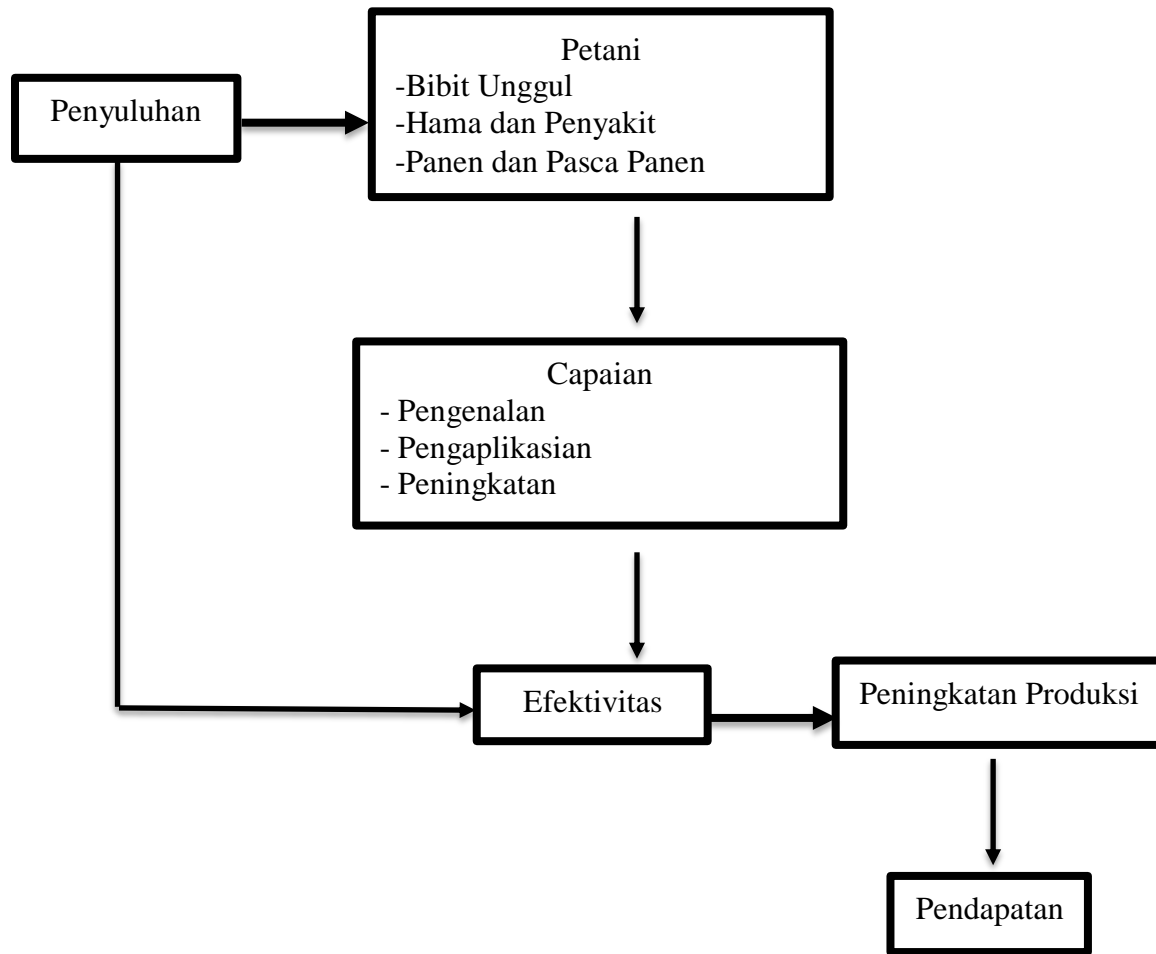 Petani
-Bibit Unggul
-Hama dan Penyakit
-Panen dan Pasca Panen
Penyuluhan
Capaian
- Pengenalan
- Pengaplikasian
- Peningkatan
Efektivitas
Peningkatan Produksi
Pendapatan